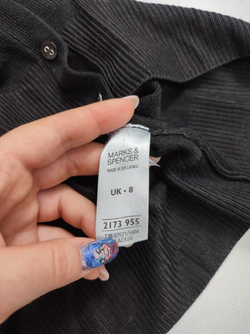 MARKS &
SPENCER
MADE IN SRI LANKA
UK • 8
2173 955